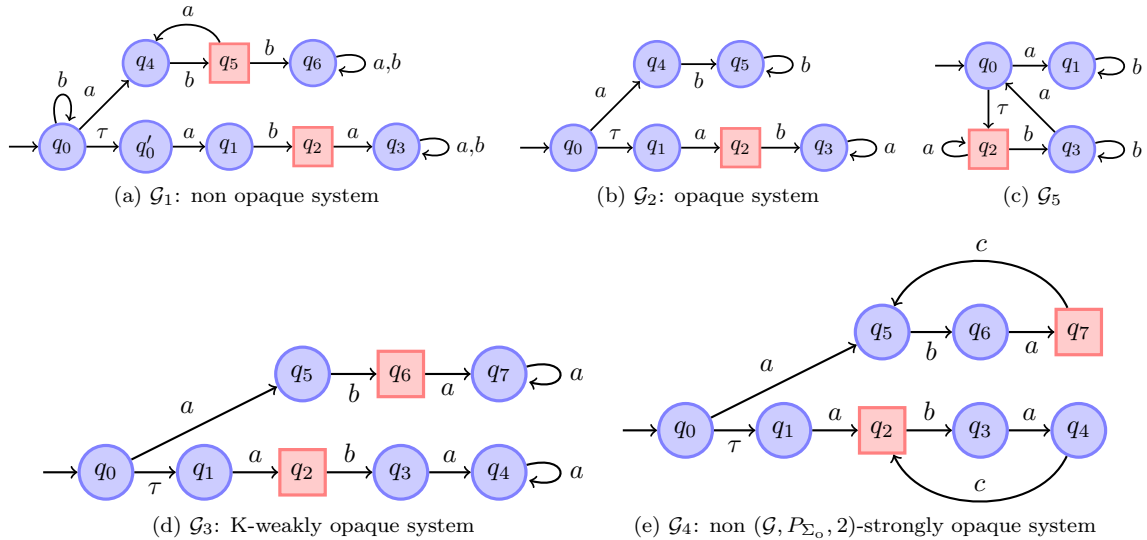 a
q₄ b q₅ b q₆ a,b
b a
q₀ τ q₀′ a q₁ b q₂ a q₃ a,b
(a) 𝒢₁: non opaque system
q₄ b q₅ b
a
q₀ τ q₁ a q₂ b q₃ a
(b) 𝒢₂: opaque system
q₀ a q₁ b
τ a
a q₂ b q₃ b
(c) 𝒢₅
q₅ b q₆ a q₇ a
a
q₀ τ q₁ a q₂ b q₃ a q₄ a
(d) 𝒢₃: K-weakly opaque system
c
q₅ b q₆ a q₇
a
q₀ τ q₁ a q₂ b q₃ a q₄
c
(e) 𝒢₄: non (𝒢, P_Σₒ, 2)-strongly opaque system